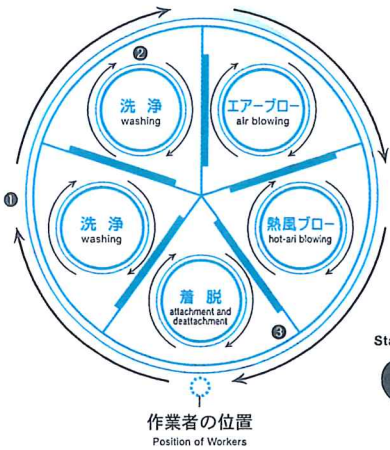 ❷
洗 浄
washing
エアーブロー
air blowing
❶
洗 浄
washing
熱風ブロー
hot-ari blowing
着 脱
attachment and
deattachment
❸
Sta
作業者の位置
Position of Workers